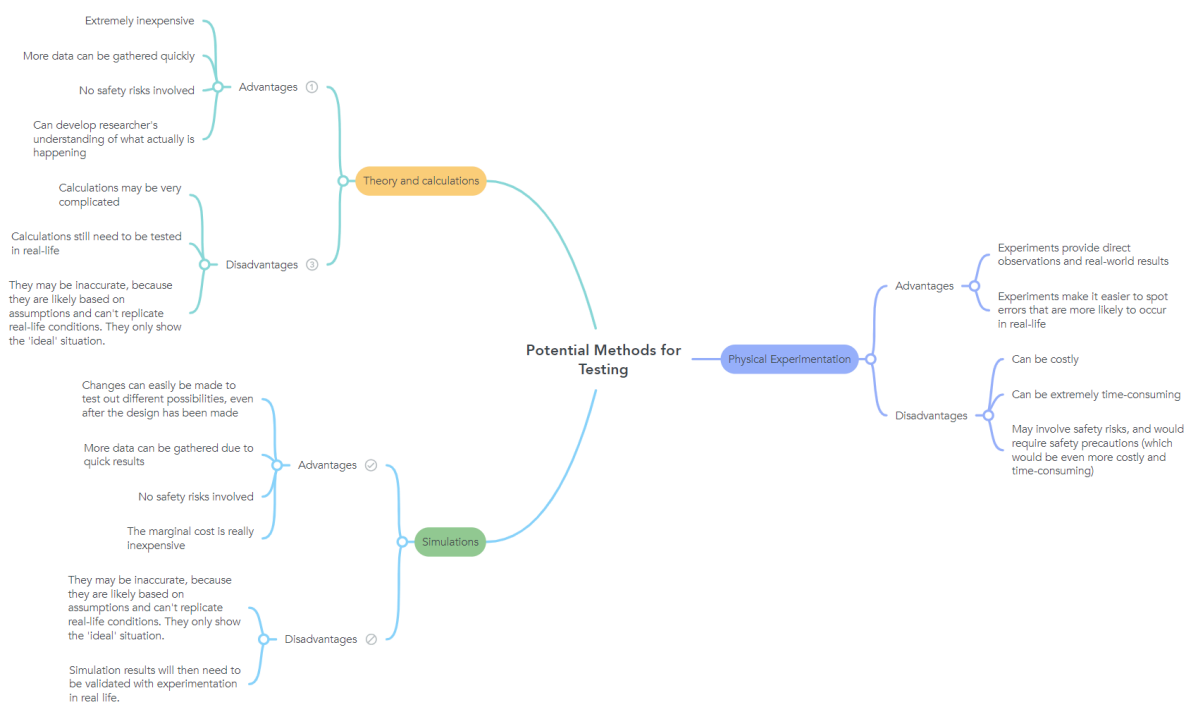 Potential Methods for
Testing
Theory and calculations
Advantages 1
Extremely inexpensive
More data can be gathered quickly
No safety risks involved
Can develop researcher's
understanding of what actually is
happening
Disadvantages 3
Calculations may be very
complicated
Calculations still need to be tested
in real-life
They may be inaccurate, because
they are likely based on
assumptions and can't replicate
real-life conditions. They only show
the 'ideal' situation.
Physical Experimentation
Advantages
Experiments provide direct
observations and real-world results
Experiments make it easier to spot
errors that are more likely to occur
in real-life
Disadvantages
Can be costly
Can be extremely time-consuming
May involve safety risks, and would
require safety precautions (which
would be even more costly and
time-consuming)
Simulations
Advantages
Changes can easily be made to
test out different possibilities, even
after the design has been made
More data can be gathered due to
quick results
No safety risks involved
The marginal cost is really
inexpensive
Disadvantages
They may be inaccurate, because
they are likely based on
assumptions and can't replicate
real-life conditions. They only show
the 'ideal' situation.
Simulation results will then need to
be validated with experimentation
in real life.